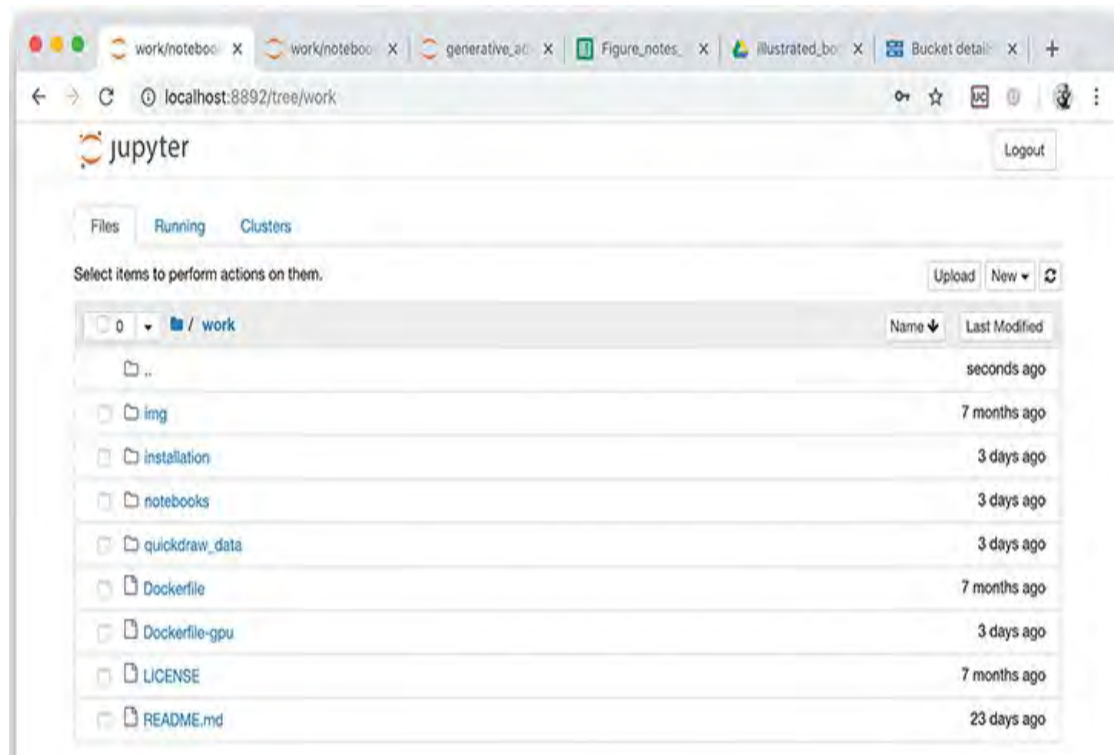 work/noteboo x work/noteboo x generative_ac x Figure_notes_ x illustrated_bo x Bucket detail x +
localhost:8892/tree/work UC
jupyter Logout
Files Running Clusters
Select items to perform actions on them. Upload New
0 / work Name Last Modified
.. seconds ago
img 7 months ago
installation 3 days ago
notebooks 3 days ago
quickdraw_data 3 days ago
Dockerfile 7 months ago
Dockerfile-gpu 3 days ago
LICENSE 7 months ago
README.md 23 days ago